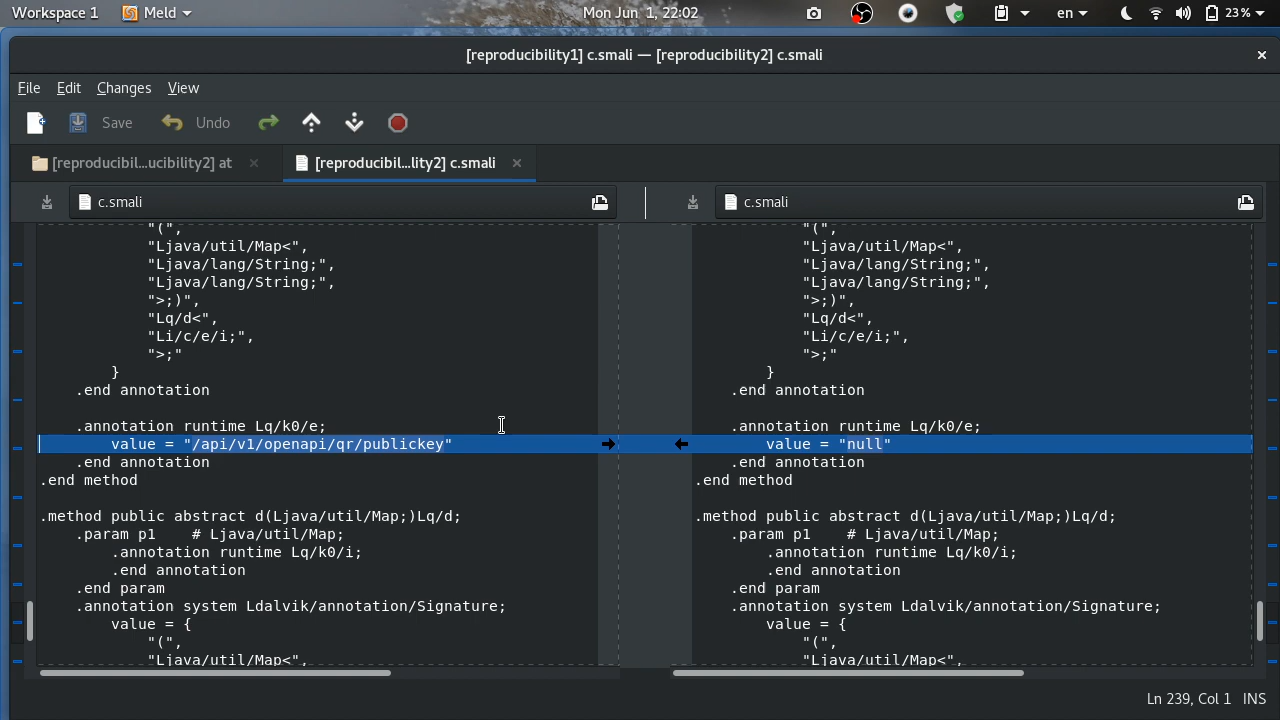 Workspace 1 Meld Mon Jun 1, 22:02 en 23%
[reproducibility1] c.smali — [reproducibility2] c.smali
File Edit Changes View
Save Undo
[reproducibil...ucibility2] at [reproducibil...lity2] c.smali
c.smali c.smali
"(",
"Ljava/util/Map<",
"Ljava/lang/String;",
"Ljava/lang/String;",
">;)",
"Lq/d<",
"Li/c/e/i;",
">;"
}
.end annotation
.annotation runtime Lq/k0/e;
value = "/api/v1/openapi/qr/publickey"
.end annotation
.end method
.method public abstract d(Ljava/util/Map;)Lq/d;
.param p1 # Ljava/util/Map;
.annotation runtime Lq/k0/i;
.end annotation
.end param
.annotation system Ldalvik/annotation/Signature;
value = {
"(",
"Ljava/util/Map<",
"(",
"Ljava/util/Map<",
"Ljava/lang/String;",
"Ljava/lang/String;",
">;)",
"Lq/d<",
"Li/c/e/i;",
">;"
}
.end annotation
.annotation runtime Lq/k0/e;
value = "null"
.end annotation
.end method
.method public abstract d(Ljava/util/Map;)Lq/d;
.param p1 # Ljava/util/Map;
.annotation runtime Lq/k0/i;
.end annotation
.end param
.annotation system Ldalvik/annotation/Signature;
value = {
"(",
"Ljava/util/Map<",
Ln 239, Col 1 INS